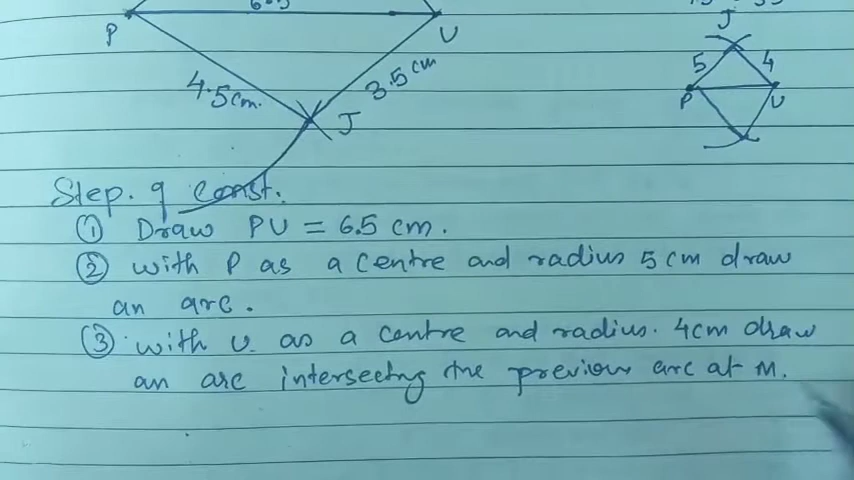 P
U
4.5cm.
3.5 cm
J
J
5
4
P
U
Step. of Const.
① Draw PU = 6.5 cm.
② with P as a centre and radius 5 cm draw
an arc.
③ with U as a centre and radius. 4cm draw
an arc intersecting the previous arc at M.